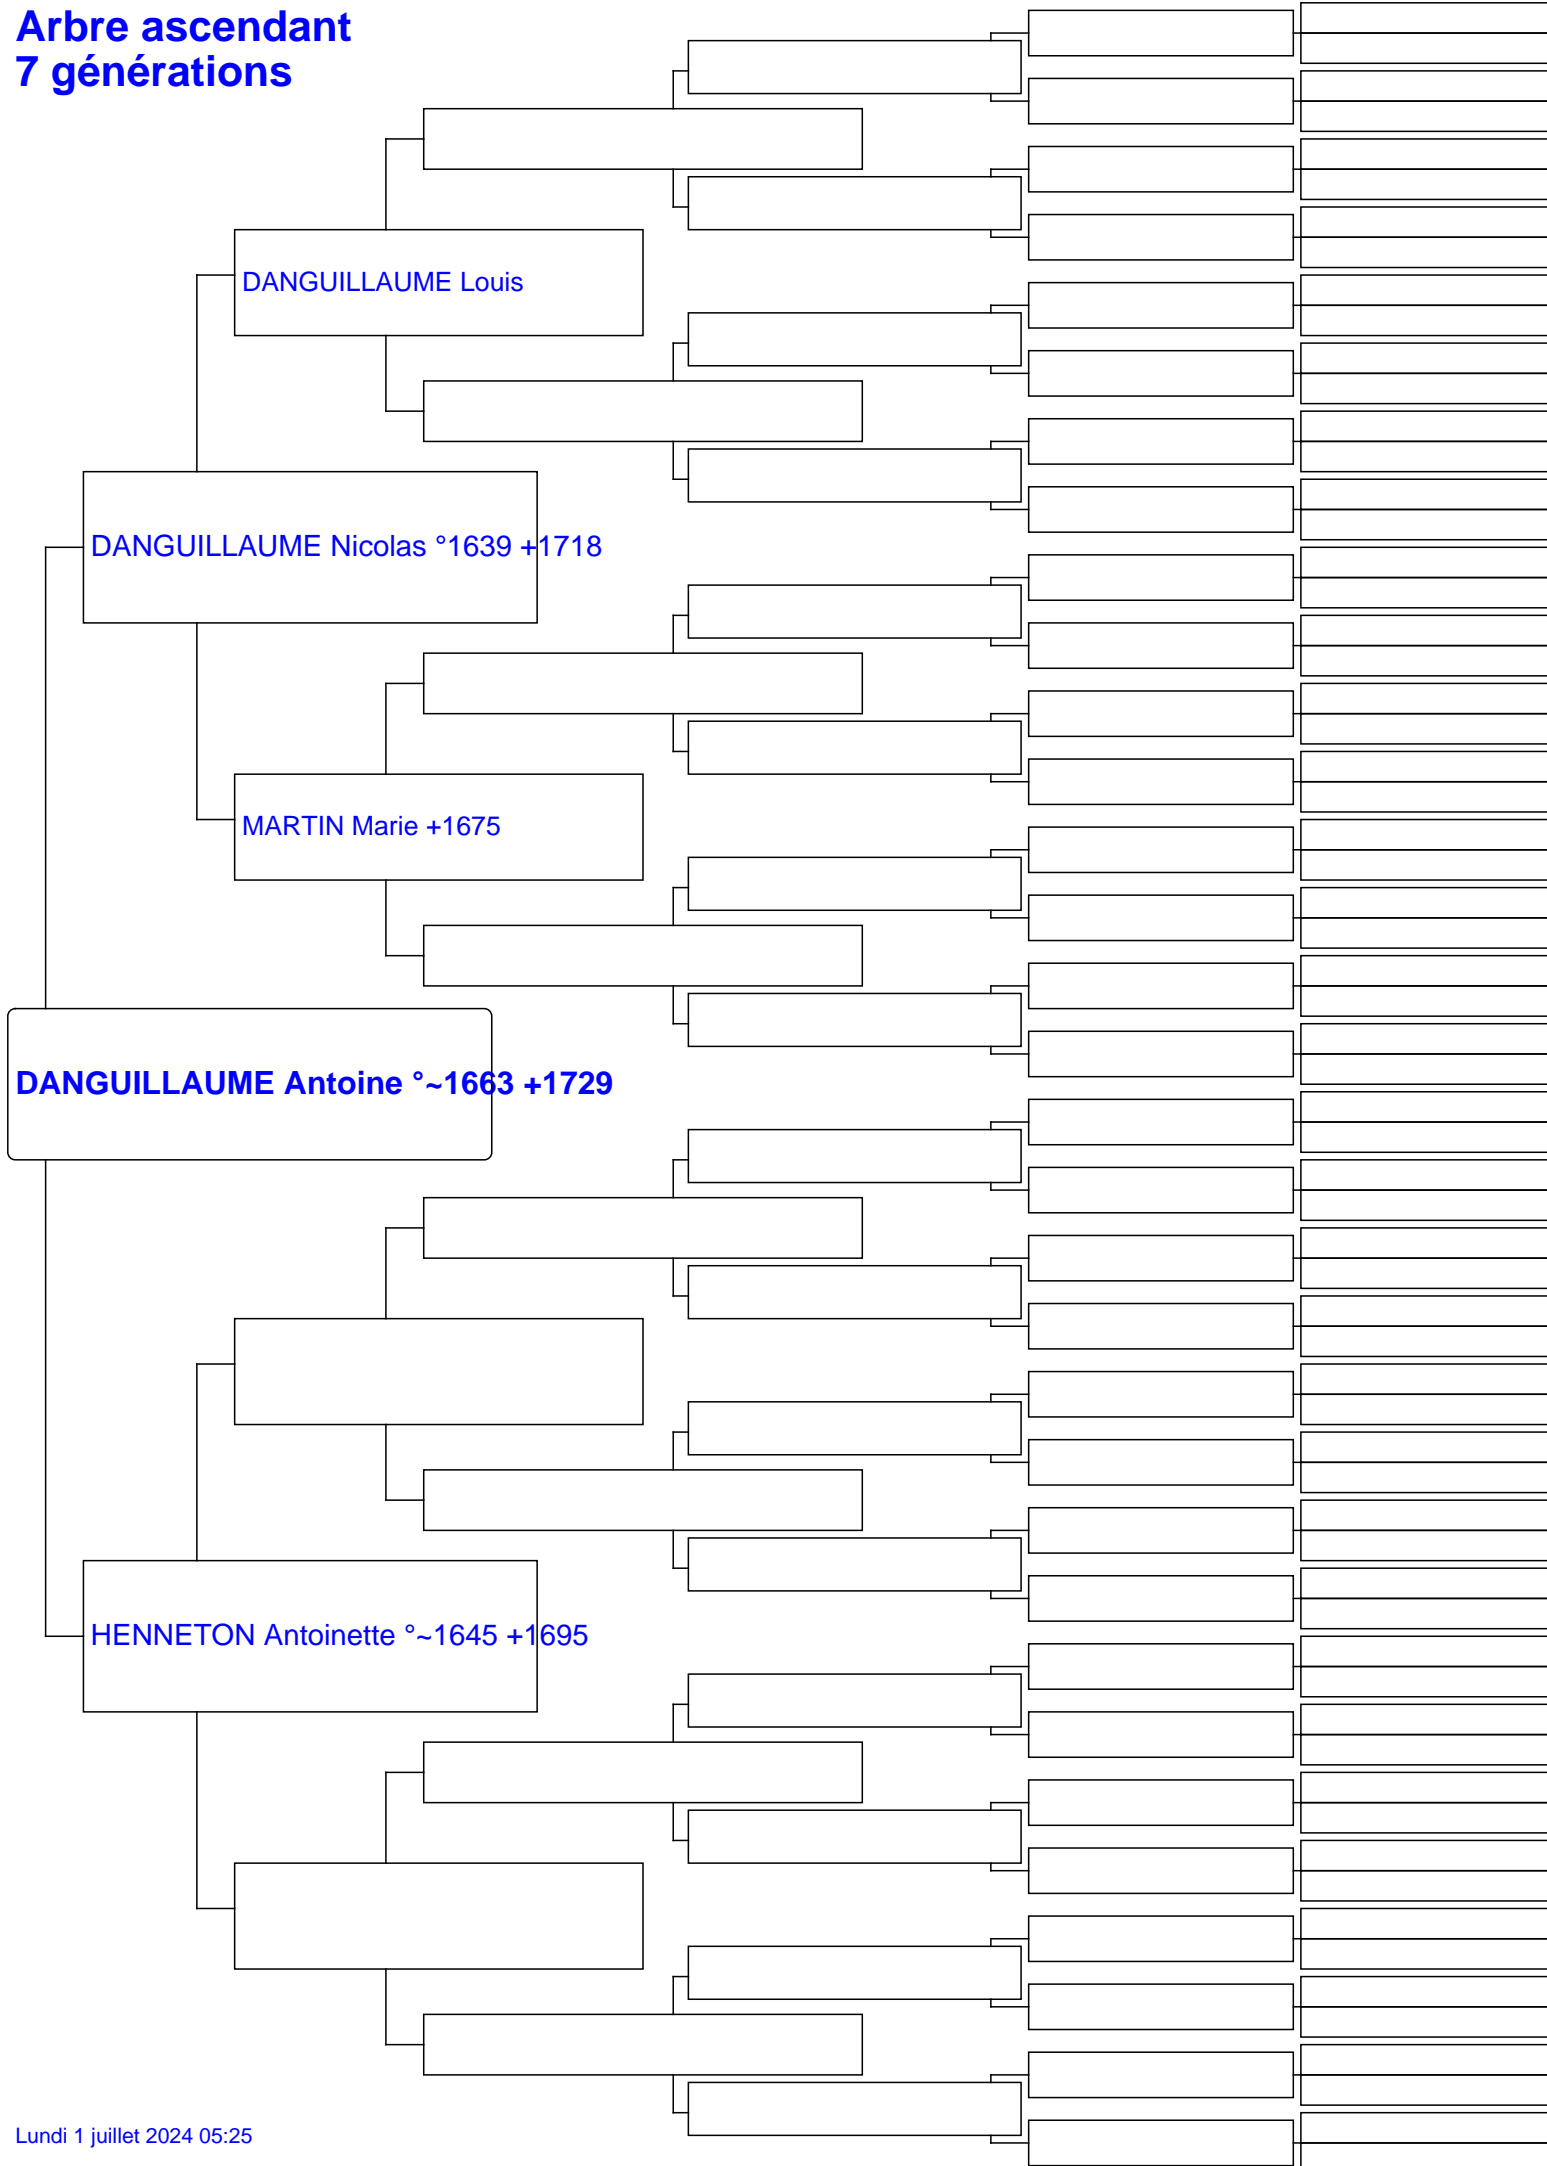 Arbre ascendant
7 générations
DANGUILLAUME Louis
DANGUILLAUME Nicolas °1639 +1718
MARTIN Marie +1675
DANGUILLAUME Antoine °~1663 +1729
HENNETON Antoinette °~1645 +1695
Lundi 1 juillet 2024 05:25